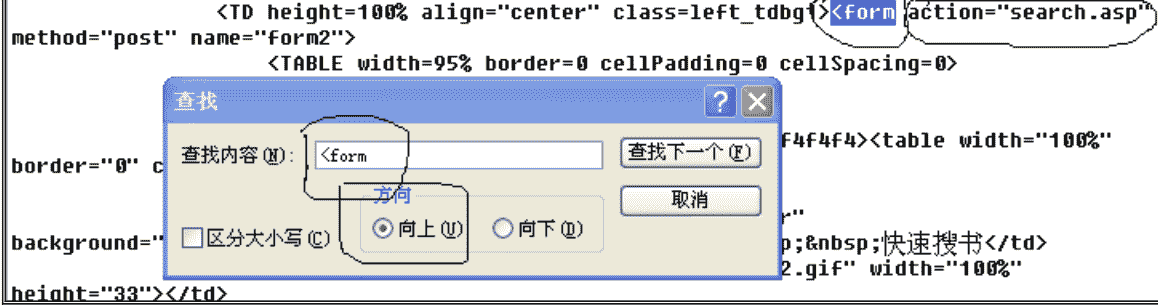 <TD height=100% align="center" class=left_tdbg1><form action="search.asp"
method="post" name="form2">
<TABLE width=95% border=0 cellPadding=0 cellSpacing=0>
查找
查找内容(N):
<form
查找下一个(F)
取消
方向
向上(U)
向下(D)
区分大小写(C)
f4f4f4><table width="100%"
border="0" c
background="
p;&nbsp;快速搜书</td>
2.gif" width="100%"
height="33"></td>